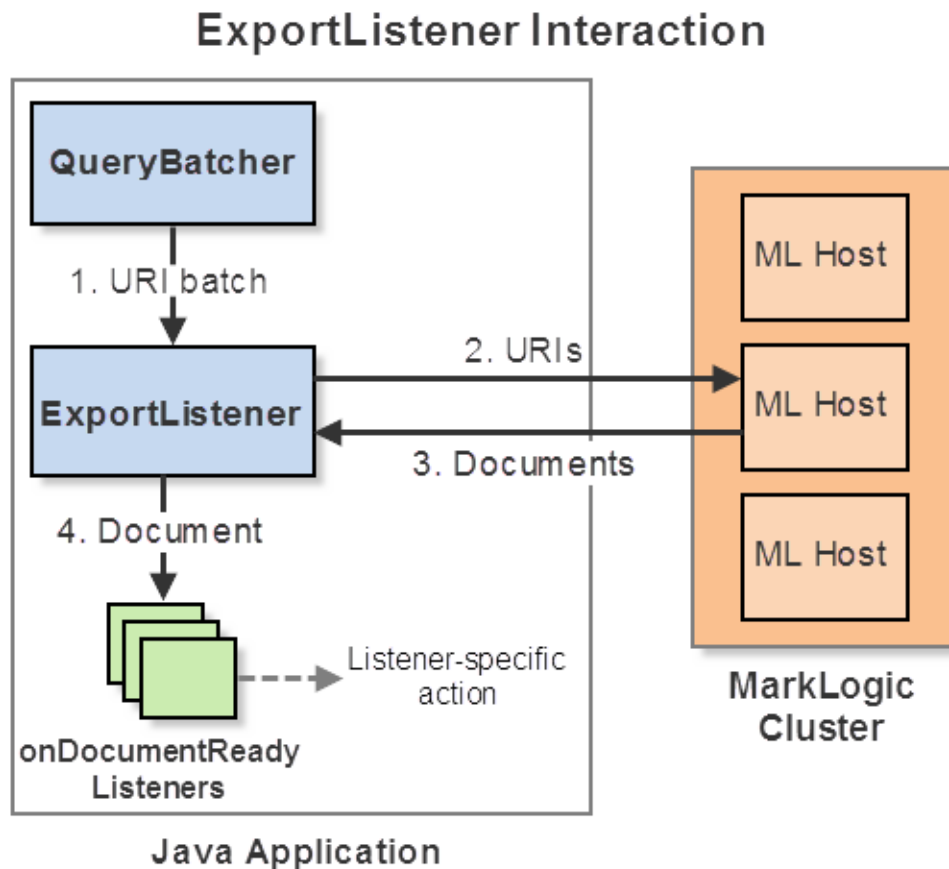 ExportListener Interaction
QueryBatcher
1. URI batch
ExportListener
2. URIs
3. Documents
4. Document
Listener-specific
action
onDocumentReady
Listeners
Java Application
ML Host
ML Host
ML Host
MarkLogic
Cluster